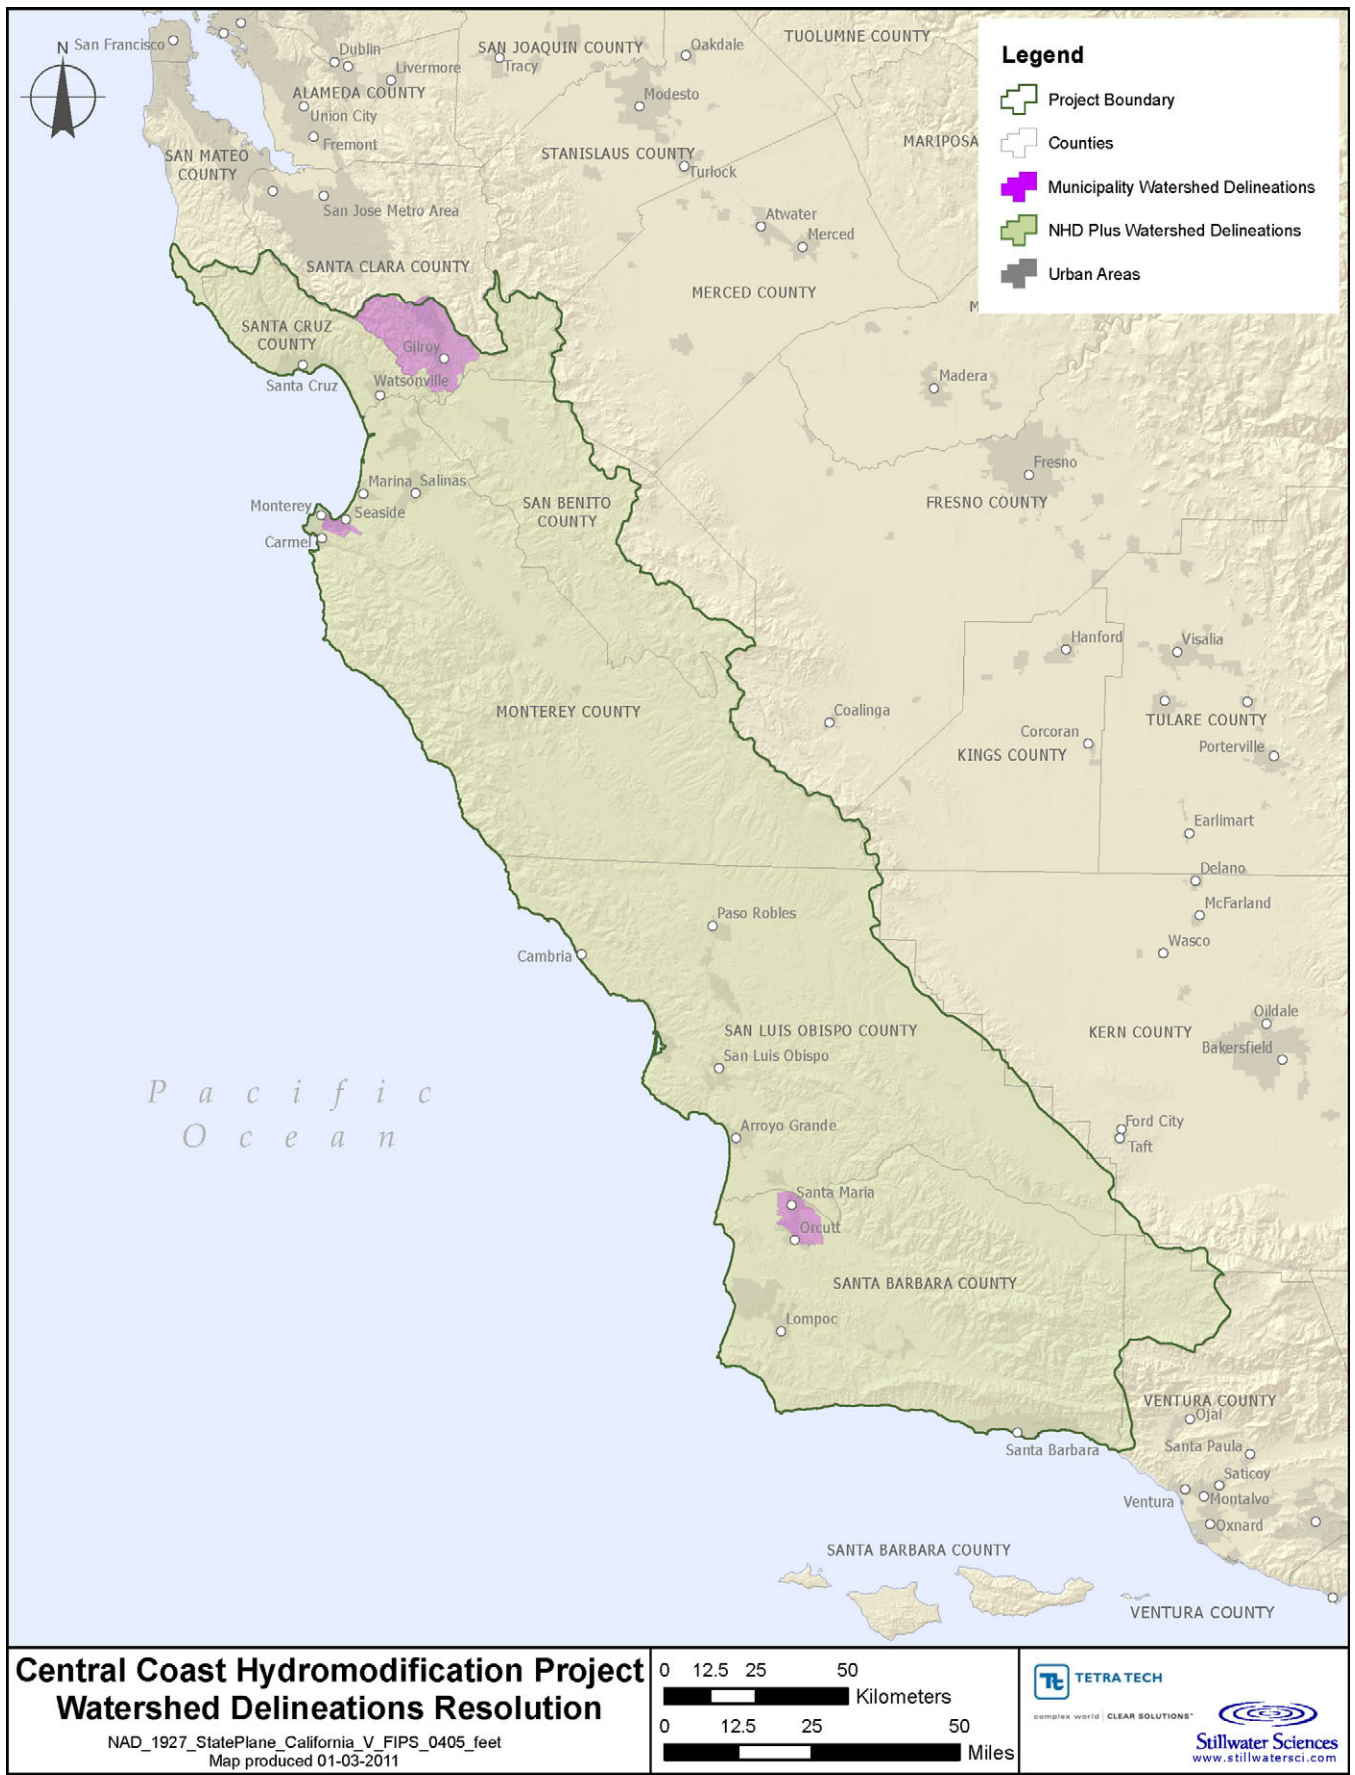 N
San Francisco
Dublin
Livermore
ALAMEDA COUNTY
Union City
Fremont
SAN MATEO
COUNTY
San Jose Metro Area
SANTA CLARA COUNTY
SAN JOAQUIN COUNTY
Tracy
Oakdale
Modesto
TUOLUMNE COUNTY
STANISLAUS COUNTY
Turlock
MARIPOSA
Atwater
Merced
MERCED COUNTY
M
Legend
Project Boundary
Counties
Municipality Watershed Delineations
NHD Plus Watershed Delineations
Urban Areas
SANTA CRUZ
COUNTY
Gilroy
Santa Cruz
Watsonville
Madera
Fresno
FRESNO COUNTY
Marina
Salinas
Monterey
Seaside
Carmel
SAN BENITO
COUNTY
Hanford
Visalia
MONTEREY COUNTY
Coalinga
TULARE COUNTY
Corcoran
KINGS COUNTY
Porterville
Earlimart
Delano
McFarland
Wasco
Paso Robles
Cambria
Oildale
Bakersfield
KERN COUNTY
SAN LUIS OBISPO COUNTY
San Luis Obispo
Pacific
Ocean
Arroyo Grande
Ford City
Taft
Santa Maria
Orcutt
SANTA BARBARA COUNTY
Lompoc
VENTURA COUNTY
Ojai
Santa Barbara
Santa Paula
Saticoy
Ventura
Montalvo
Oxnard
SANTA BARBARA COUNTY
VENTURA COUNTY
Central Coast Hydromodification Project
Watershed Delineations Resolution
NAD_1927_StatePlane_California_V_FIPS_0405_feet
Map produced 01-03-2011
0 12.5 25 50
Kilometers
0 12.5 25 50
Miles
Tt TETRA TECH
complex world | CLEAR SOLUTIONS™
Stillwater Sciences
www.stillwatersci.com